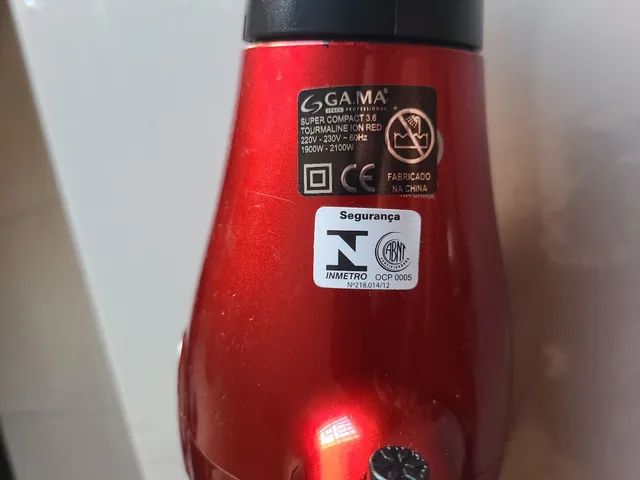 GA.MA®
ITALY PROFESSIONAL
SUPER COMPACT 3.6
TOURMALINE ION RED
220V - 230V ~ 60Hz
1900W - 2100W
CE
FABRICADO
NA CHINA
Segurança
ABNT
INMETRO
OCP 0005
Nº218.014/12